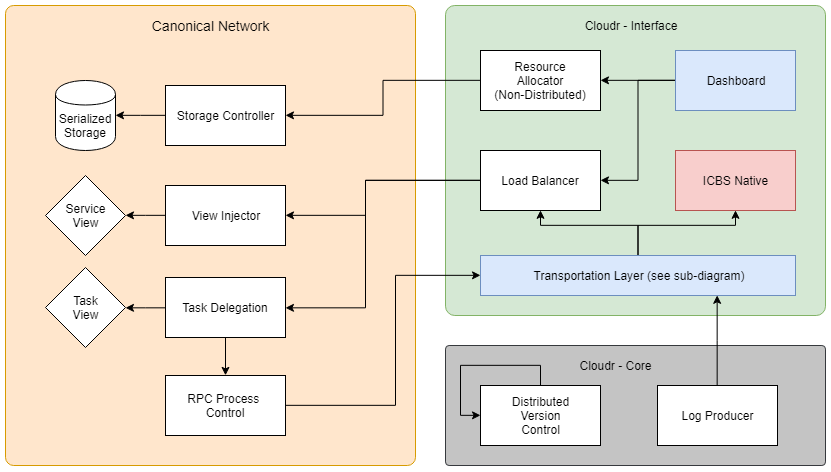 Canonical Network
Serialized
Storage
Storage Controller
Service
View
View Injector
Task
View
Task Delegation
RPC Process
Control
Cloudr - Interface
Resource
Allocator
(Non-Distributed)
Dashboard
Load Balancer
ICBS Native
Transportation Layer (see sub-diagram)
Cloudr - Core
Distributed
Version
Control
Log Producer